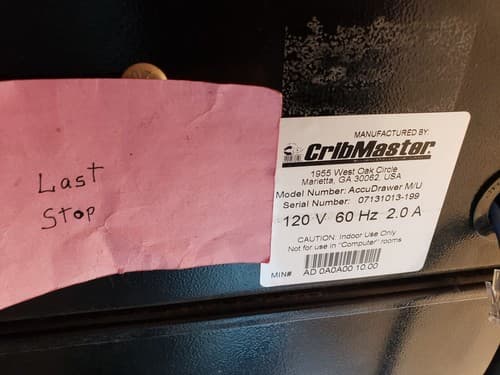 Last
Stop
MANUFACTURED BY:
CribMaster
1955 West Oak Circle
Marietta, GA 30062, USA
Model Number: AccuDrawer M/U
Serial Number: 07131013-199
120 V 60 Hz 2.0 A
CAUTION: Indoor Use Only
Not for use in "Computer" rooms
MIN# AD 0A0A00 10.00